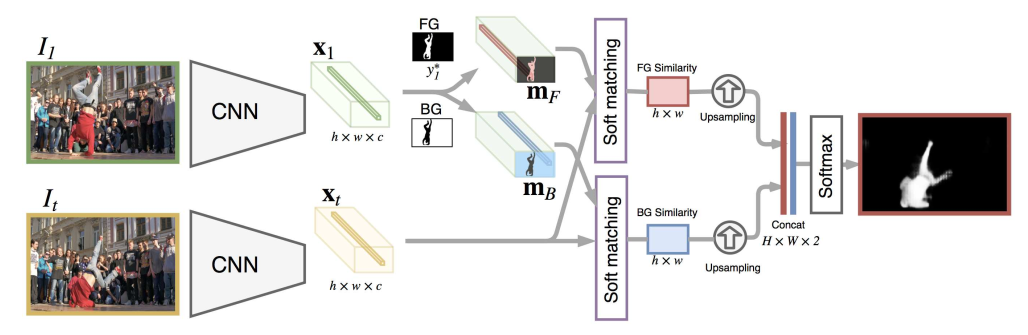 I1
CNN
x1
h × w × c
FG
y*1
BG
mF
mB
Soft matching
FG Similarity
h × w
Upsampling
It
CNN
xt
h × w × c
Soft matching
BG Similarity
h × w
Upsampling
Concat
H × W × 2
Softmax